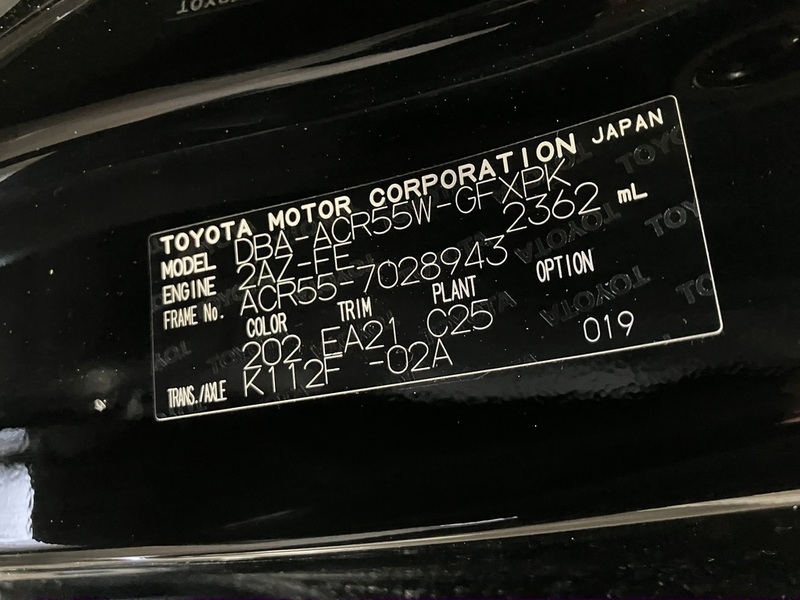 TOYOTA MOTOR CORPORATION JAPAN
MODEL DBA-ACR55W-GFXPK
ENGINE 2AZ-FE 2362 mL
FRAME No. ACR55-7028943
COLOR TRIM PLANT OPTION
202 EA21 C25
TRANS./AXLE K112F -02A 019